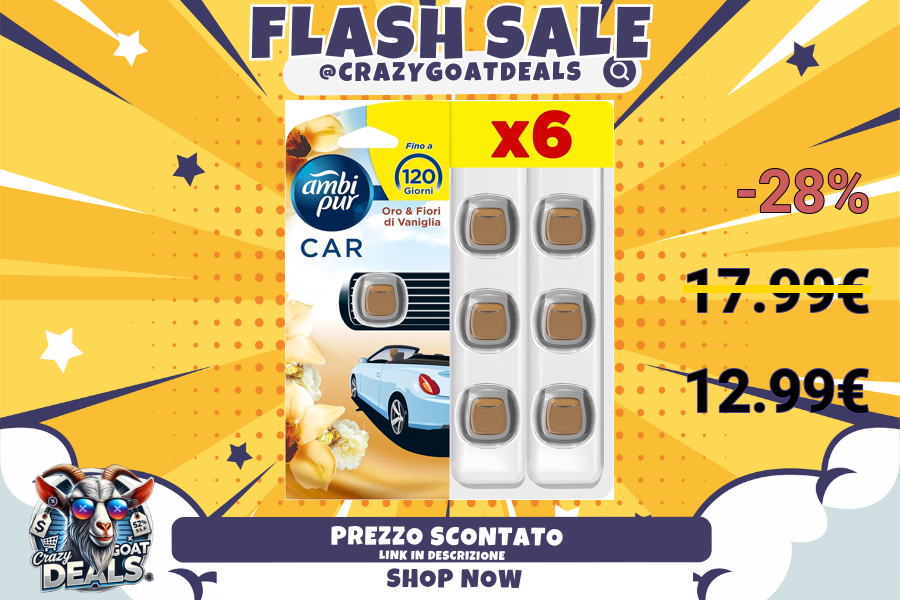 FLASH SALE
@CRAZYGOATDEALS
x6
Fino a
120
Giorni
ambi
pur
Oro & Fiori
di Vaniglia
CAR
-28%
17.99€
12.99€
$
52%
Crazy
GOAT
DEALS
PREZZO SCONTATO
LINK IN DESCRIZIONE
SHOP NOW